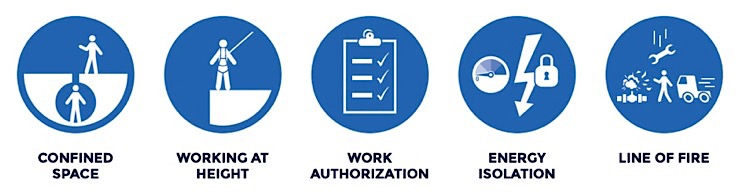 CONFINED
SPACE
WORKING AT
HEIGHT
WORK
AUTHORIZATION
ENERGY
ISOLATION
LINE OF FIRE